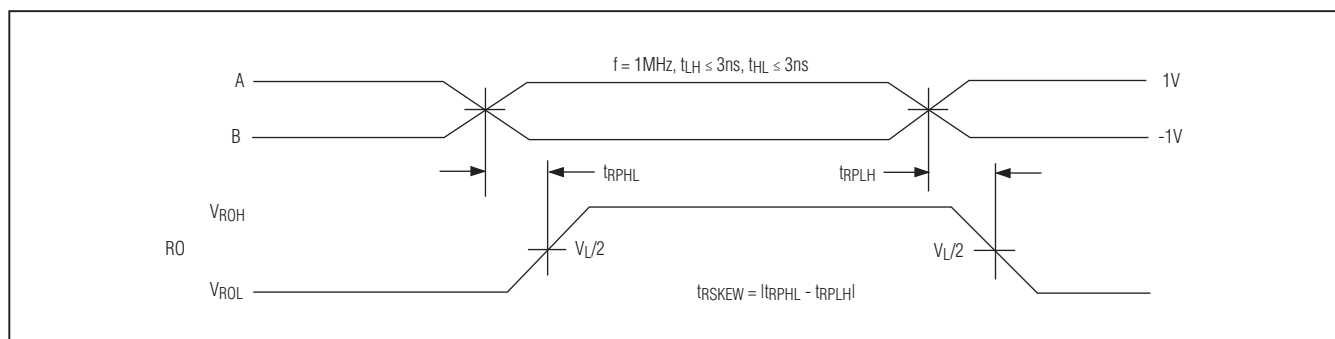 f = 1MHz, tLH ≤ 3ns, tHL ≤ 3ns
A
1V
B
-1V
tRPHL
tRPLH
VROH
RO
VL/2
VL/2
VROL
tRSKEW = |tRPHL - tRPLH|